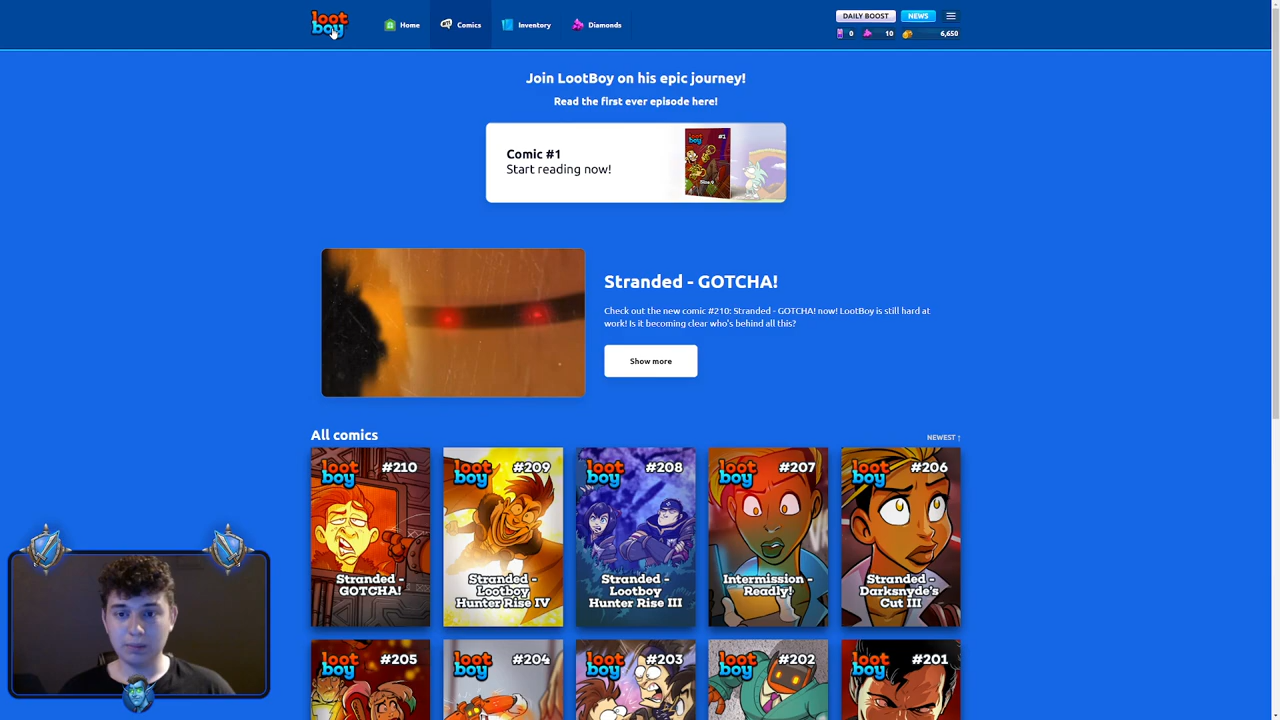 loot
boy
Home
Comics
Inventory
Diamonds
DAILY BOOST
NEWS
0
10
6,650
Join LootBoy on his epic journey!
Read the first ever episode here!
Comic #1
Start reading now!
loot
boy
#1
Stranded - GOTCHA!
Check out the new comic #210: Stranded - GOTCHA! now! LootBoy is still hard at
work! Is it becoming clear who's behind all this?
Show more
All comics
NEWEST ↑
loot
boy
#210
Stranded -
GOTCHA!
loot
boy
#209
Stranded -
Lootboy
Hunter Rise IV
loot
boy
#208
Stranded -
Lootboy
Hunter Rise III
loot
boy
#207
Intermission -
Readly!
loot
boy
#206
Stranded -
Darksnyde's
Cut III
loot
boy
#205
loot
boy
#204
loot
boy
#203
loot
boy
#202
loot
boy
#201